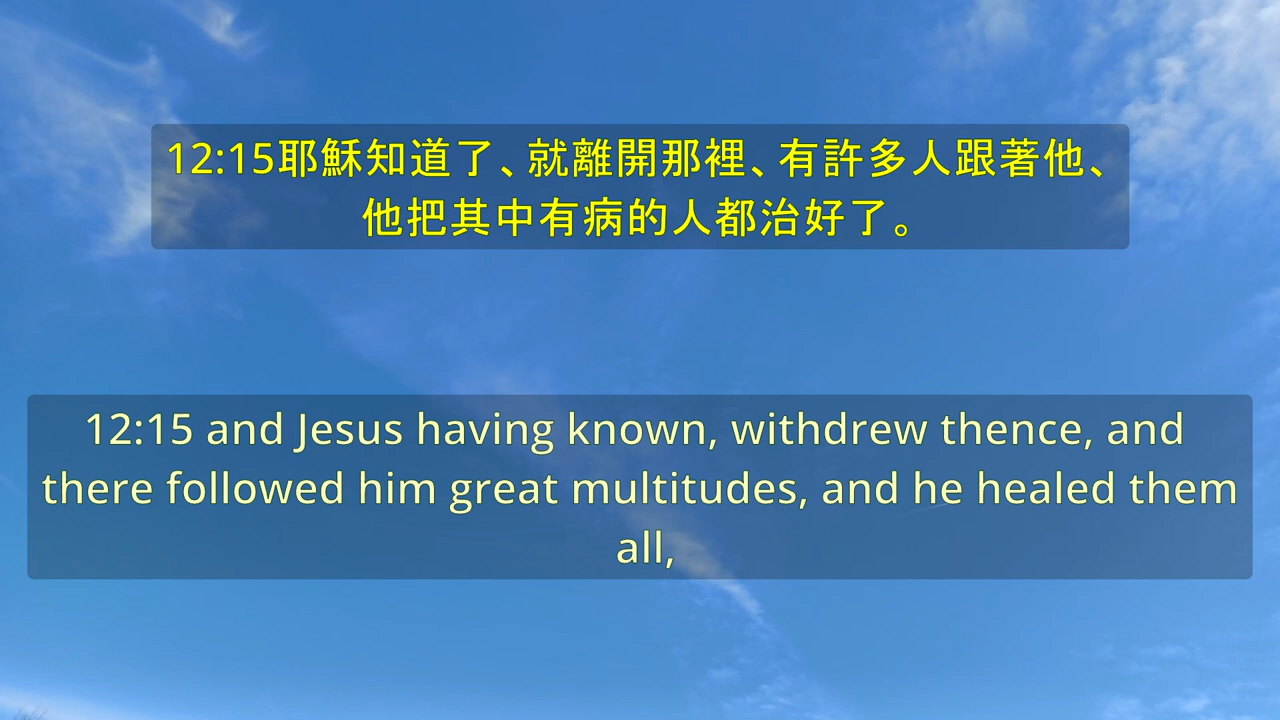 12:15耶穌知道了、就離開那裡、有許多人跟著他、
他把其中有病的人都治好了。
12:15 and Jesus having known, withdrew thence, and
there followed him great multitudes, and he healed them
all,